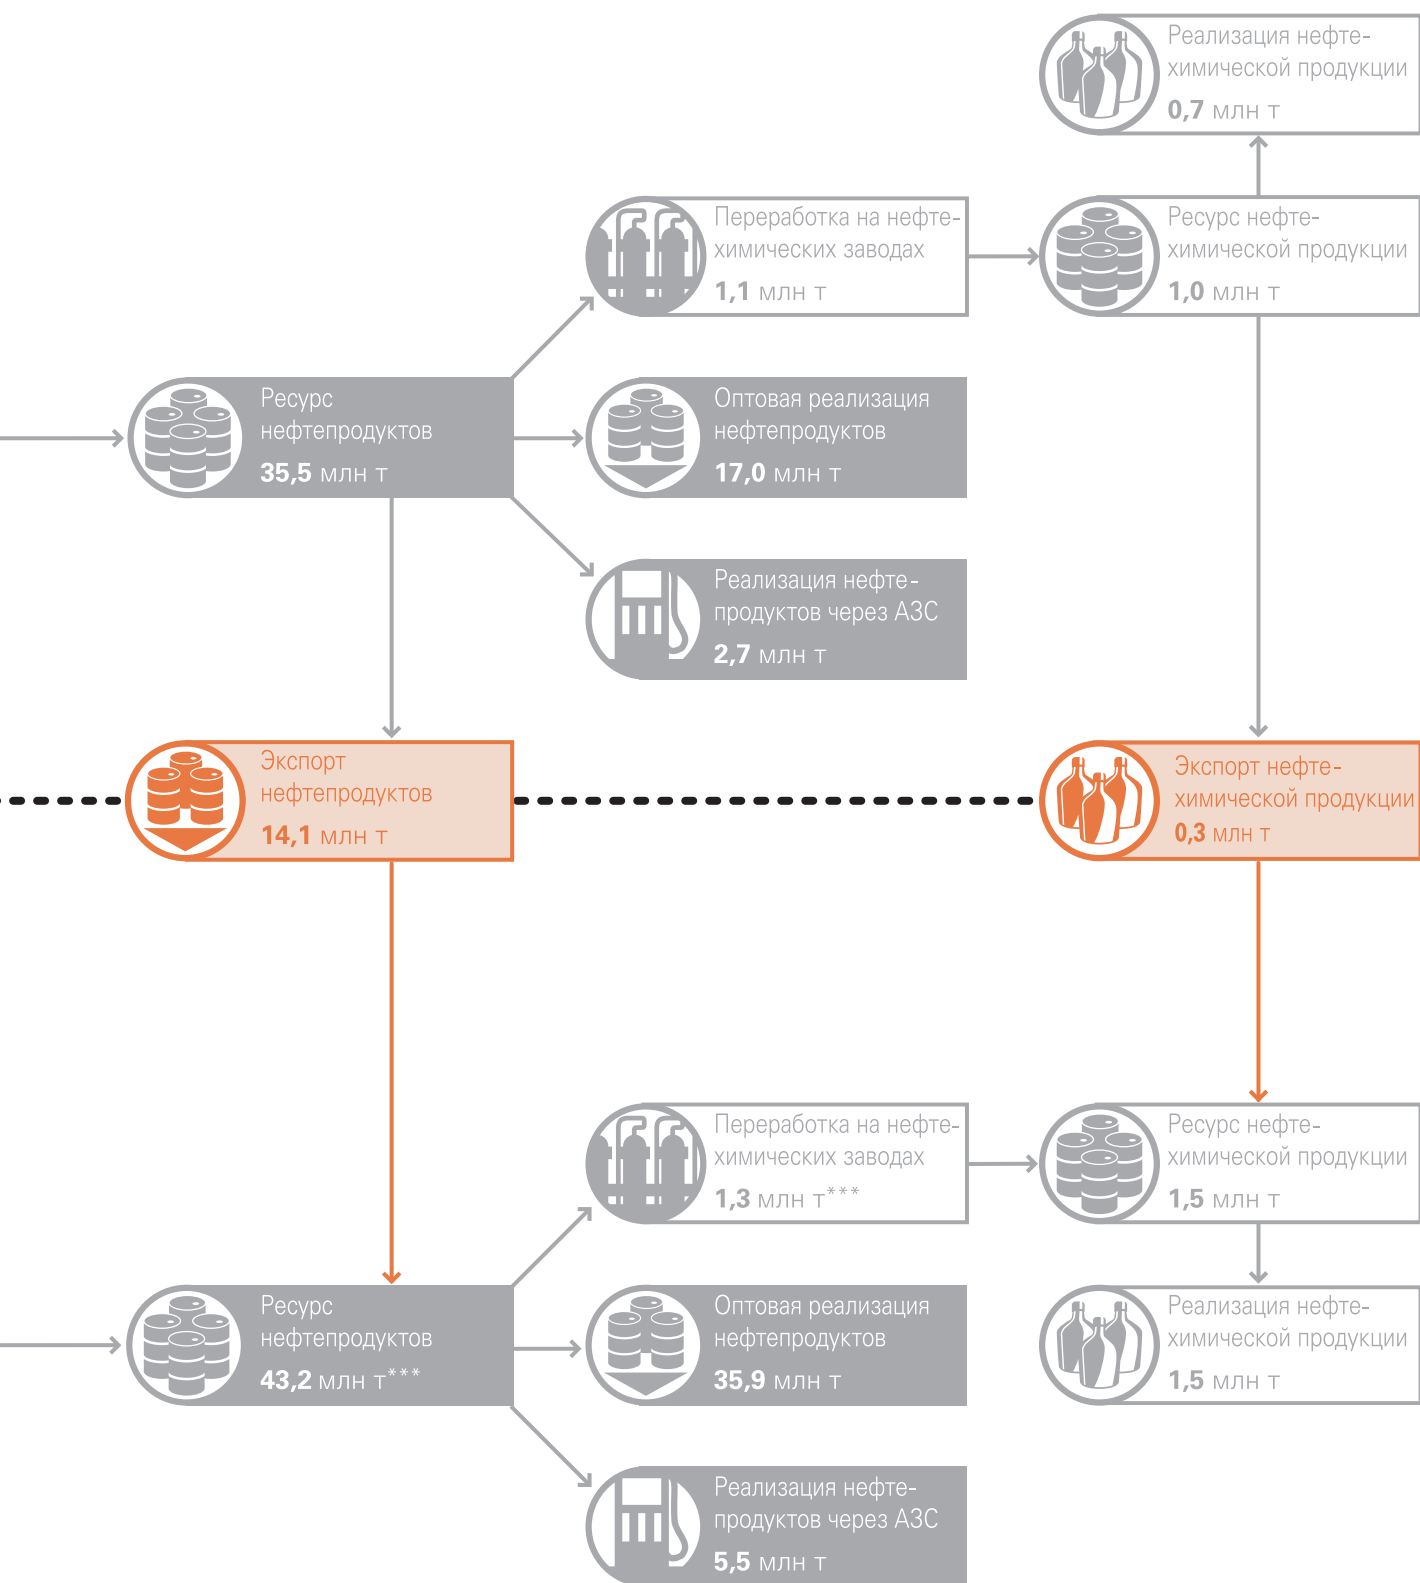 Реализация нефте-
химической продукции
0,7 млн т
Переработка на нефте-
химических заводах
1,1 млн т
Ресурс нефте-
химической продукции
1,0 млн т
Ресурс
нефтепродуктов
35,5 млн т
Оптовая реализация
нефтепродуктов
17,0 млн т
Реализация нефте-
продуктов через АЗС
2,7 млн т
Экспорт
нефтепродуктов
14,1 млн т
Экспорт нефте-
химической продукции
0,3 млн т
Переработка на нефте-
химических заводах
1,3 млн т***
Ресурс нефте-
химической продукции
1,5 млн т
Ресурс
нефтепродуктов
43,2 млн т***
Оптовая реализация
нефтепродуктов
35,9 млн т
Реализация нефте-
химической продукции
1,5 млн т
Реализация нефте-
продуктов через АЗС
5,5 млн т